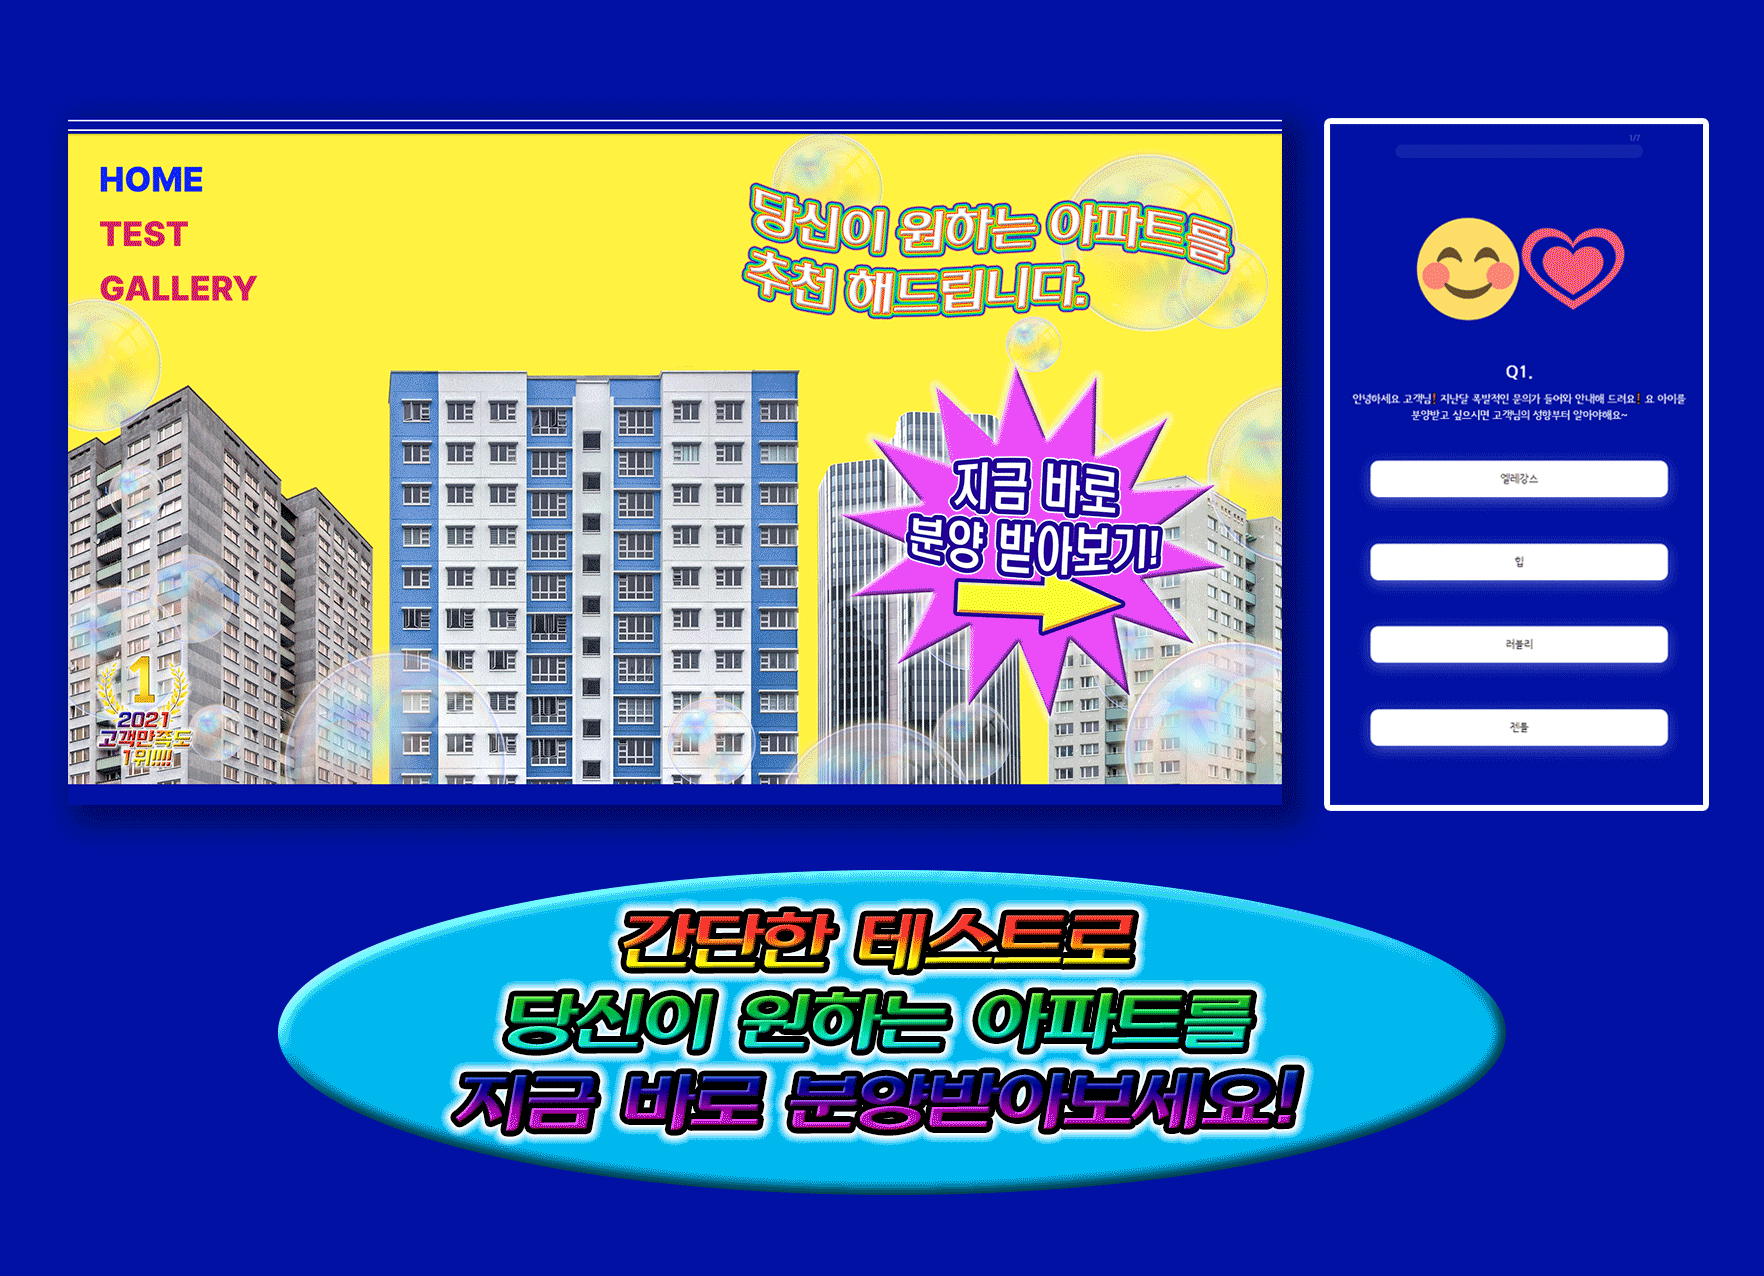 HOME
TEST
GALLERY
당신이 원하는 아파트를
추천 해드립니다.
지금 바로
분양 받아보기!
1
2021
고객만족도
1위!!!!
1/7
Q1.
안녕하세요 고객님! 지난달 폭발적인 문의가 들어와 안내해 드려요! 요 아이를
분양받고 싶으시면 고객님의 성향부터 알아야해요~
엘레강스
힙
러블리
젠틀
간단한 테스트로
당신이 원하는 아파트를
지금 바로 분양받아보세요!